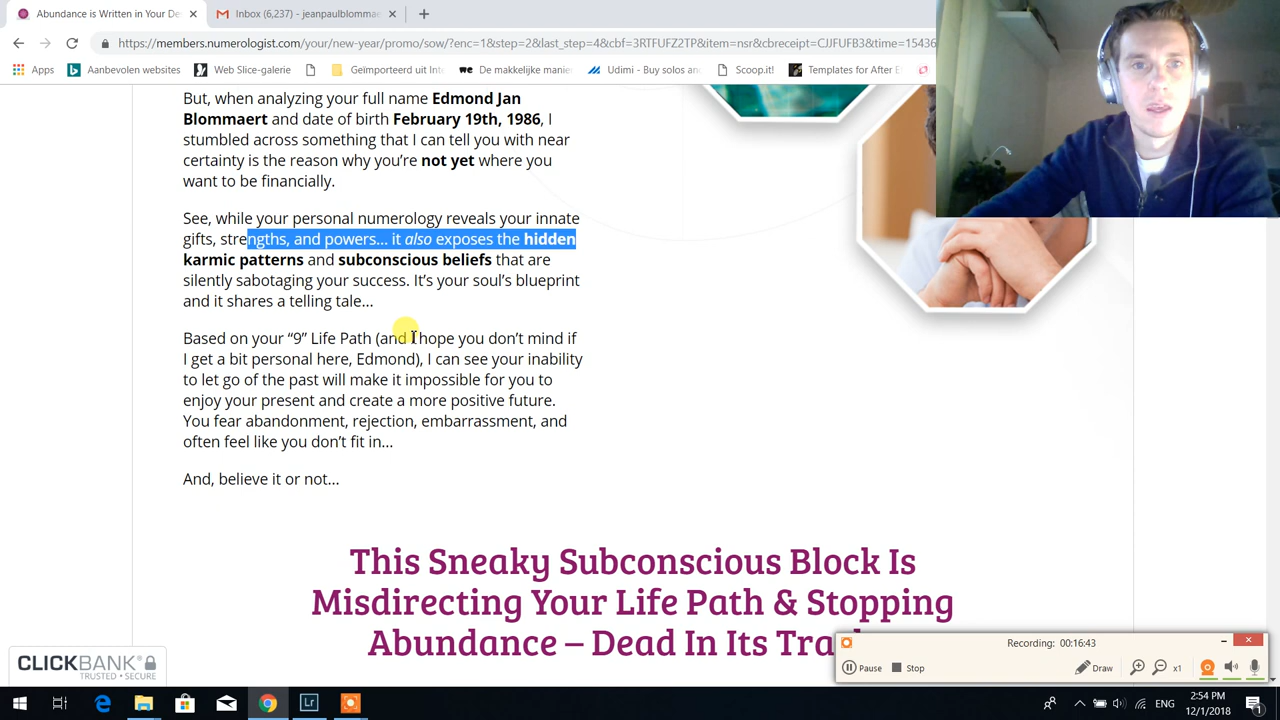 Abundance is Written in Your De
Inbox (6,237) - jeanpaulblommae
https://members.numerologist.com/your/new-year/promo/sow/?enc=1&step=2&last_step=4&cbf=3RTFUFZ2TP&item=nsr&cbreceipt=CJJFUFB3&time=15436
Apps
Aanbevolen websites
Web Slice-galerie
Geïmporteerd uit Int
De makkelijke manie
Udimi - Buy solos an
Scoop.it!
Templates for After E
But, when analyzing your full name Edmond Jan
Blommaert and date of birth February 19th, 1986, I
stumbled across something that I can tell you with near
certainty is the reason why you're not yet where you
want to be financially.
See, while your personal numerology reveals your innate
gifts, strengths, and powers... it also exposes the hidden
karmic patterns and subconscious beliefs that are
silently sabotaging your success. It's your soul's blueprint
and it shares a telling tale...
Based on your “9” Life Path (and I hope you don't mind if
I get a bit personal here, Edmond), I can see your inability
to let go of the past will make it impossible for you to
enjoy your present and create a more positive future.
You fear abandonment, rejection, embarrassment, and
often feel like you don't fit in...
And, believe it or not...
This Sneaky Subconscious Block Is
Misdirecting Your Life Path & Stopping
Abundance – Dead In Its Tra
CLICKBANK
TRUSTED • SECURE
Recording: 00:16:43
Pause
Stop
Draw
x1
Lr
ENG
2:54 PM
12/1/2018